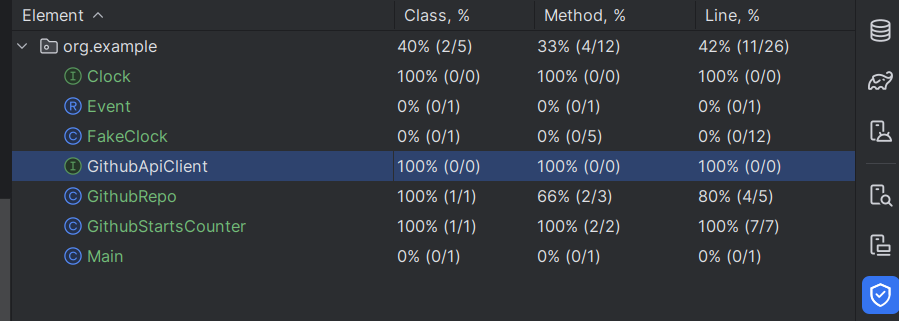 Element Class, % Method, % Line, %
org.example 40% (2/5) 33% (4/12) 42% (11/26)
I Clock 100% (0/0) 100% (0/0) 100% (0/0)
R Event 0% (0/1) 0% (0/1) 0% (0/1)
C FakeClock 0% (0/1) 0% (0/5) 0% (0/12)
I GithubApiClient 100% (0/0) 100% (0/0) 100% (0/0)
C GithubRepo 100% (1/1) 66% (2/3) 80% (4/5)
C GithubStartsCounter 100% (1/1) 100% (2/2) 100% (7/7)
C Main 0% (0/1) 0% (0/1) 0% (0/1)